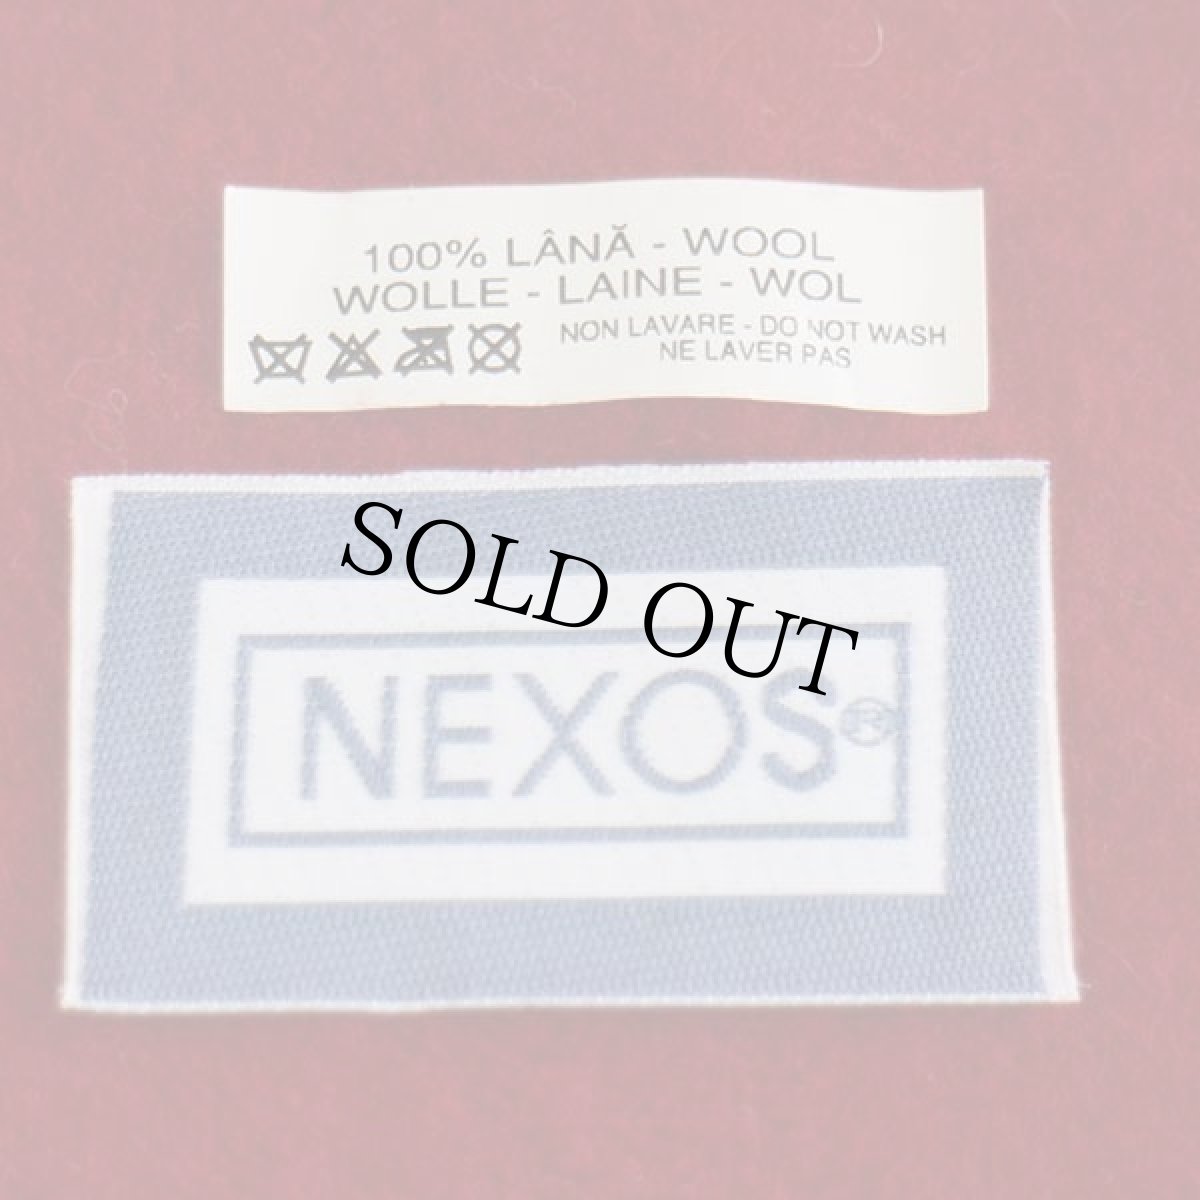 100% LÂNĂ - WOOL
WOLLE - LAINE - WOL
NON LAVARE - DO NOT WASH
NE LAVER PAS
SOLD OUT
NEXOS®